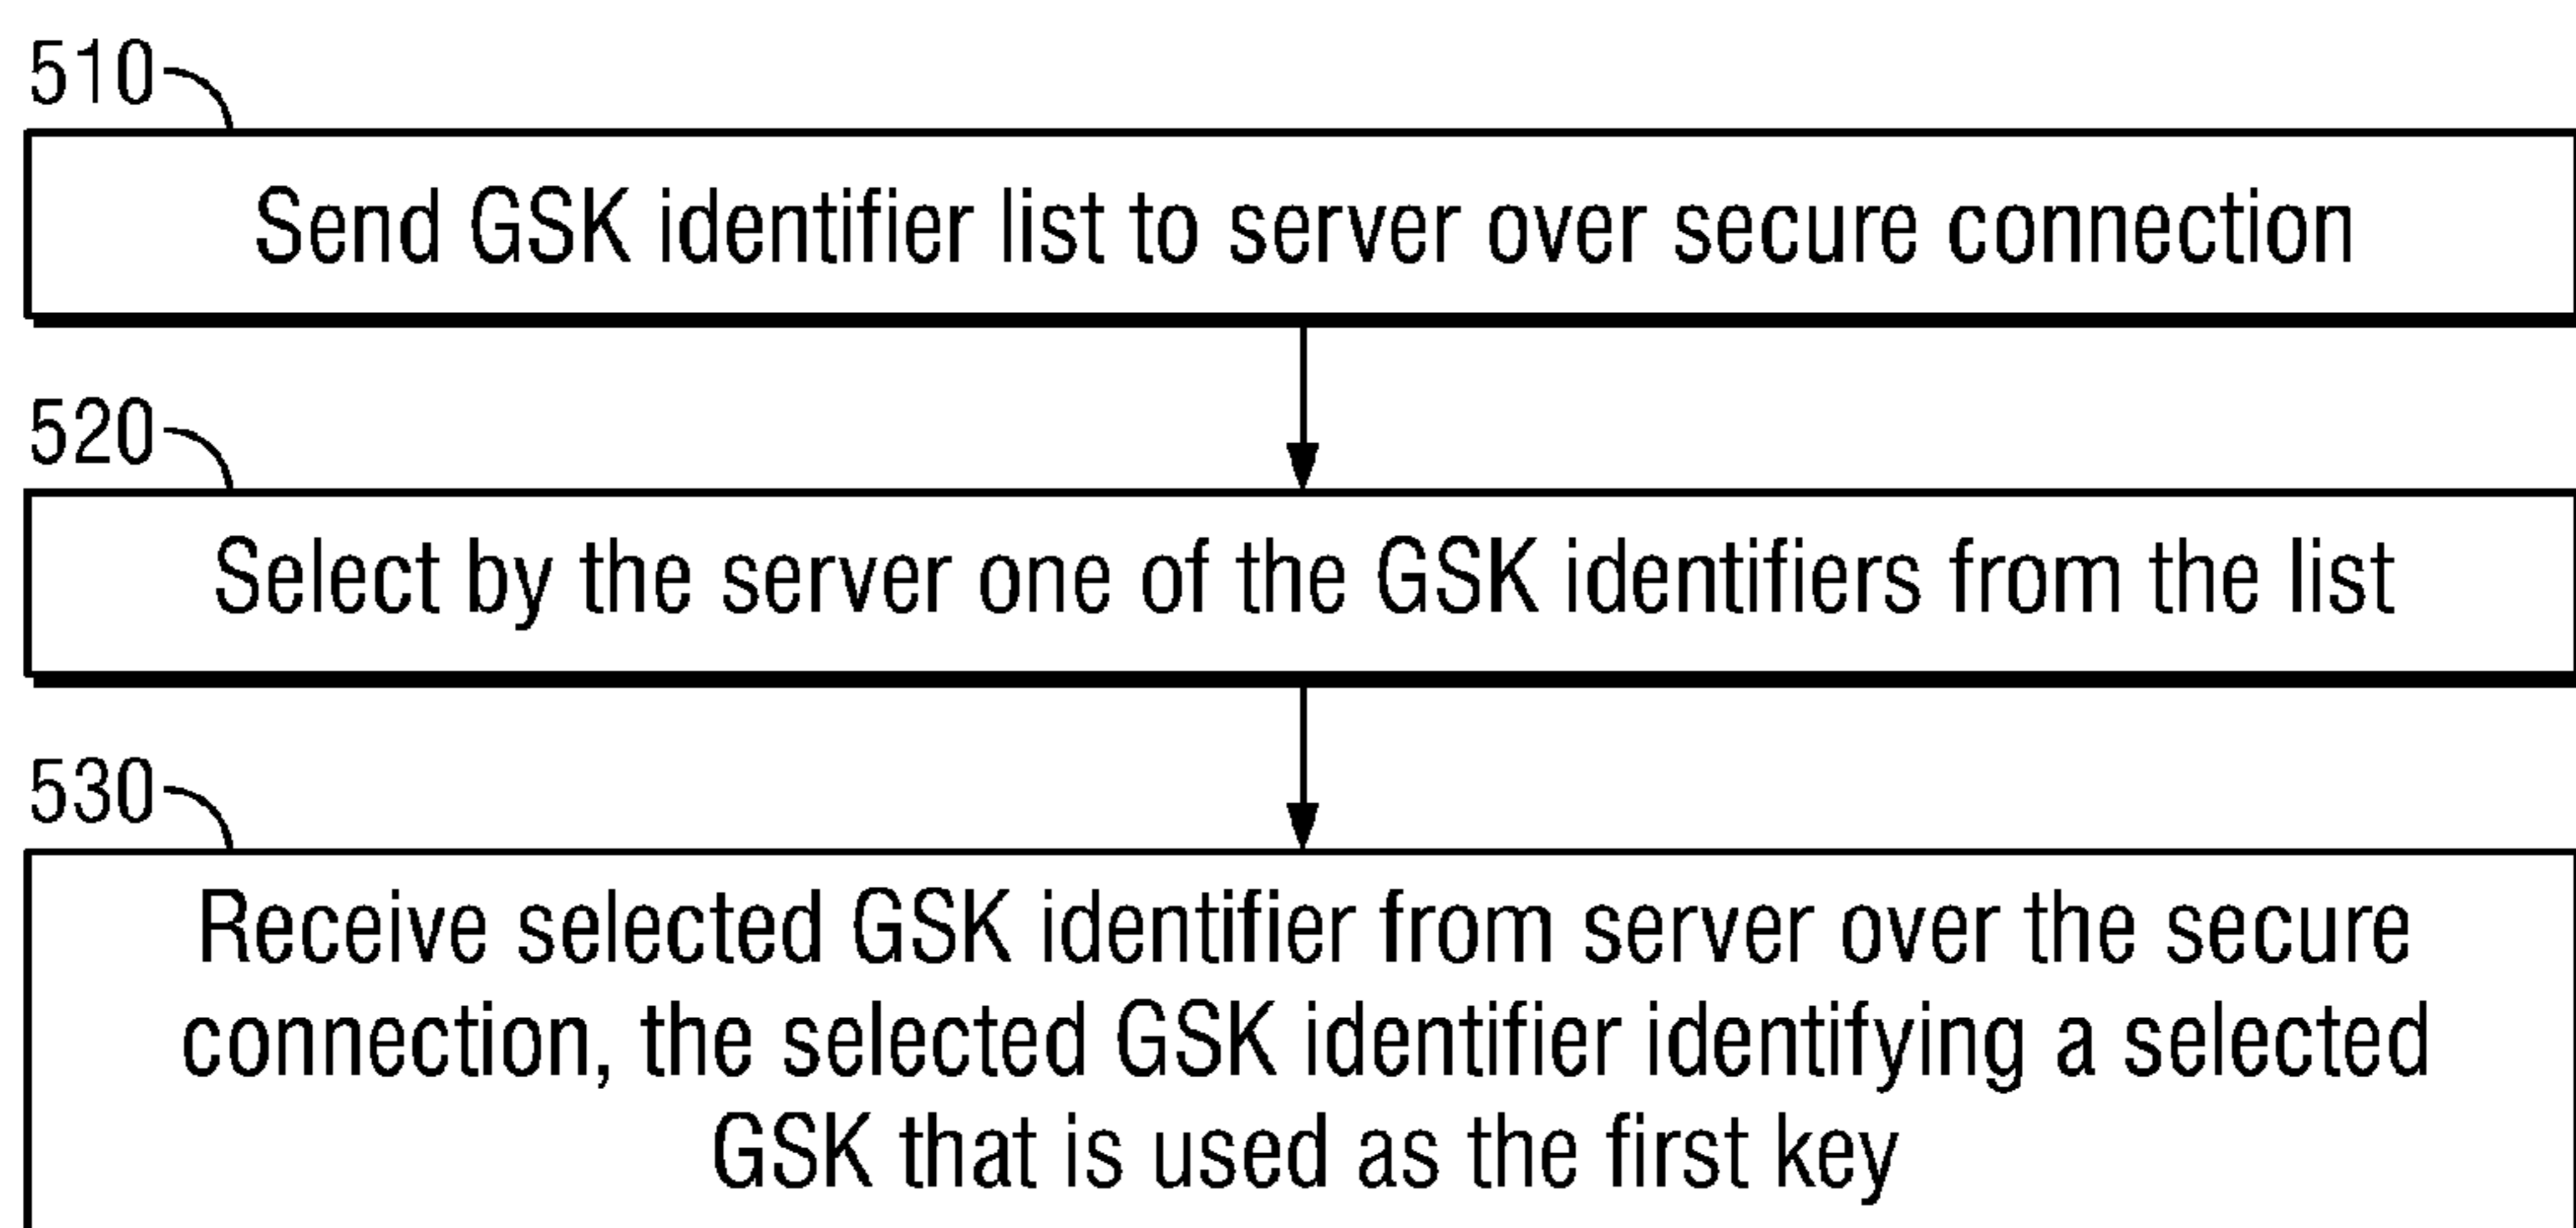 510
Send GSK identifier list to server over secure connection
520
Select by the server one of the GSK identifiers from the list
530
Receive selected GSK identifier from server over the secure
connection, the selected GSK identifier identifying a selected
GSK that is used as the first key